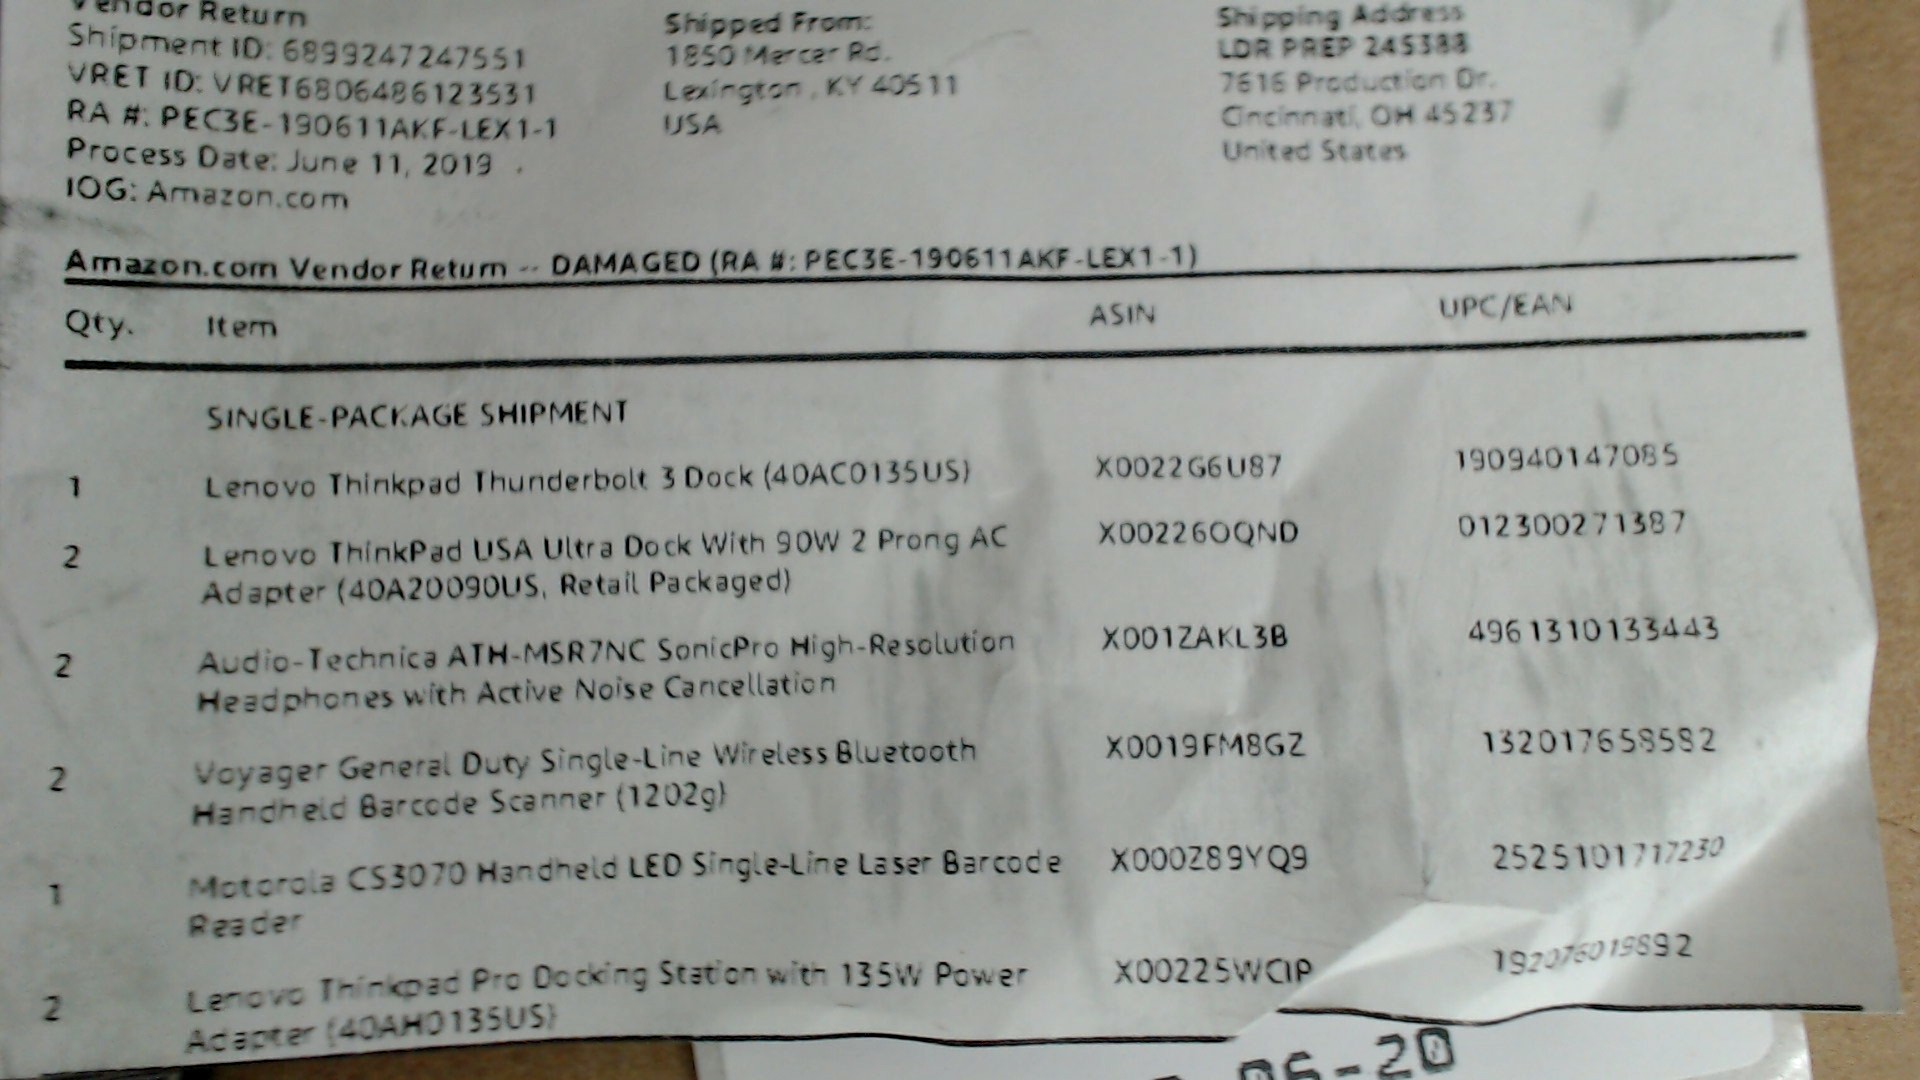 Vendor Return
Shipment ID: 6899247247551
VRET ID: VRET6806486123531
RA #: PEC3E-190611AKF-LEX1-1
Process Date: June 11, 2019
IOG: Amazon.com
Shipped From:
1850 Mercer Rd.
Lexington, KY 40511
USA
Shipping Address
LDR PREP 245388
7616 Production Dr.
Cincinnati, OH 45237
United States
Amazon.com Vendor Return -- DAMAGED (RA #: PEC3E-190611AKF-LEX1-1)
Qty. Item ASIN UPC/EAN
SINGLE-PACKAGE SHIPMENT
1 Lenovo Thinkpad Thunderbolt 3 Dock (40AC0135US) X0022G6U87 190940147085
2 Lenovo ThinkPad USA Ultra Dock With 90W 2 Prong AC X00226OQND 012300271387
Adapter (40A20090US, Retail Packaged)
2 Audio-Technica ATH-MSR7NC SonicPro High-Resolution X001ZAKL3B 4961310133443
Headphones with Active Noise Cancellation
2 Voyager General Duty Single-Line Wireless Bluetooth X0019FM8GZ 132017658582
Handheld Barcode Scanner (1202g)
1 Motorola CS3070 Handheld LED Single-Line Laser Barcode X000Z89YQ9 2525101717230
Reader
2 Lenovo Thinkpad Pro Docking Station with 135W Power X00225WCIP 192076019892
Adapter (40AH0135US)
06-20